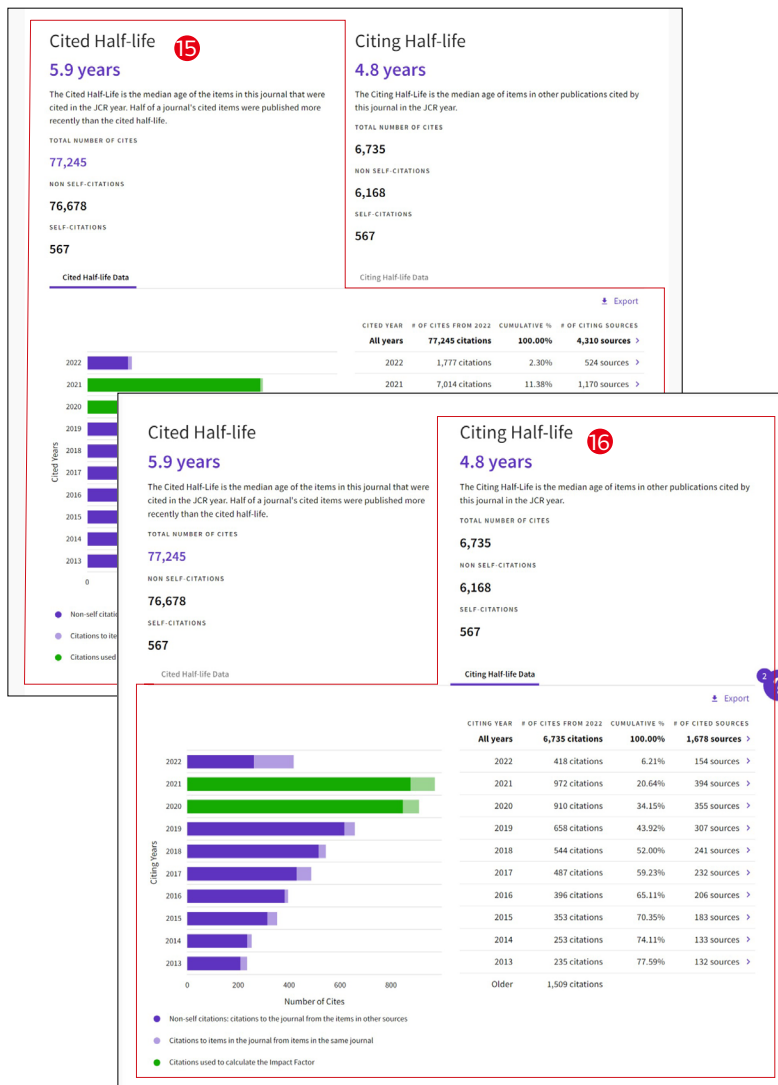 Cited Half-life
15
5.9 years
The Cited Half-Life is the median age of the items in this journal that were
cited in the JCR year. Half of a journal's cited items were published more
recently than the cited half-life.
TOTAL NUMBER OF CITES
77,245
NON SELF-CITATIONS
76,678
SELF-CITATIONS
567
Citing Half-life
4.8 years
The Citing Half-Life is the median age of items in other publications cited by
this journal in the JCR year.
TOTAL NUMBER OF CITES
6,735
NON SELF-CITATIONS
6,168
SELF-CITATIONS
567
Cited Half-life Data
Citing Half-life Data
Export
CITED YEAR # OF CITES FROM 2022 CUMULATIVE % # OF CITING SOURCES
All years 77,245 citations 100.00% 4,310 sources >
2022 1,777 citations 2.30% 524 sources >
2021 7,014 citations 11.38% 1,170 sources >
Cited Years
2022
2021
2020
2019
2018
2017
2016
2015
2014
2013
0
Non-self citatio
Citations to ite
Citations used
Cited Half-life
5.9 years
The Cited Half-Life is the median age of the items in this journal that were
cited in the JCR year. Half of a journal's cited items were published more
recently than the cited half-life.
TOTAL NUMBER OF CITES
77,245
NON SELF-CITATIONS
76,678
SELF-CITATIONS
567
Citing Half-life
16
4.8 years
The Citing Half-Life is the median age of items in other publications cited by
this journal in the JCR year.
TOTAL NUMBER OF CITES
6,735
NON SELF-CITATIONS
6,168
SELF-CITATIONS
567
Cited Half-life Data
Citing Half-life Data
2
Export
CITING YEAR # OF CITES FROM 2022 CUMULATIVE % # OF CITED SOURCES
All years 6,735 citations 100.00% 1,678 sources >
2022 418 citations 6.21% 154 sources >
2021 972 citations 20.64% 394 sources >
2020 910 citations 34.15% 355 sources >
2019 658 citations 43.92% 307 sources >
2018 544 citations 52.00% 241 sources >
2017 487 citations 59.23% 232 sources >
2016 396 citations 65.11% 206 sources >
2015 353 citations 70.35% 183 sources >
2014 253 citations 74.11% 133 sources >
2013 235 citations 77.59% 132 sources >
Older 1,509 citations
Citing Years
2022
2021
2020
2019
2018
2017
2016
2015
2014
2013
0 200 400 600 800
Number of Cites
Non-self citations: citations to the journal from the items in other sources
Citations to items in the journal from items in the same journal
Citations used to calculate the Impact Factor